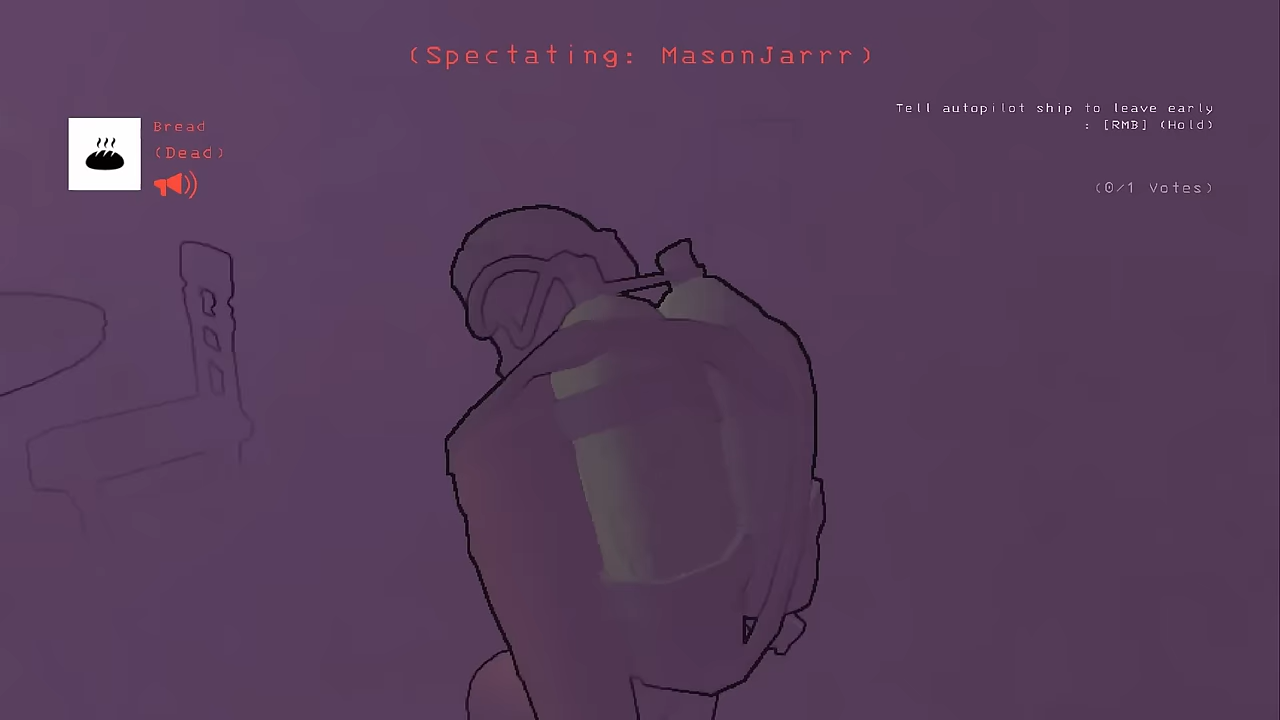 (Spectating: MasonJarrr)
Tell autopilot ship to leave early
: [RMB] (Hold)
Bread
(Dead)
(0/1 Votes)